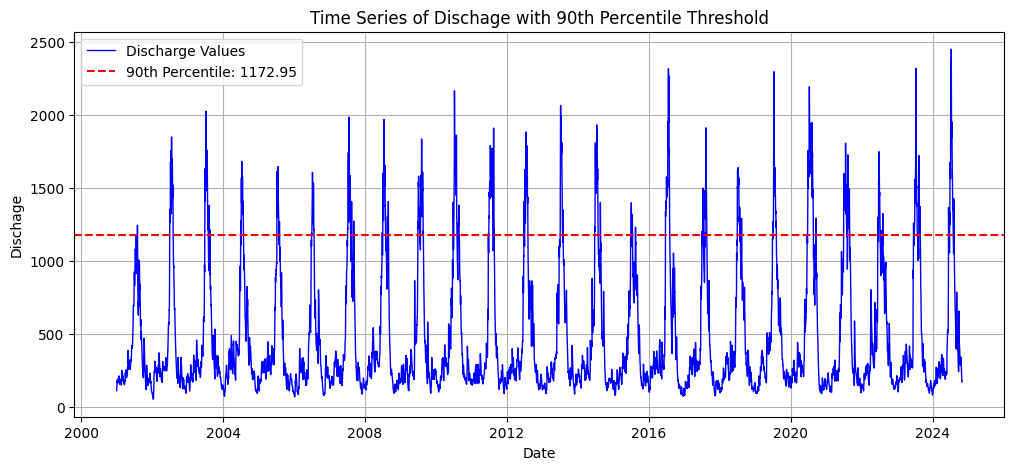 Time Series of Dischage with 90th Percentile Threshold
Discharge Values
90th Percentile: 1172.95
2500
2000
1500
1000
500
0
Dischage
2000 2004 2008 2012 2016 2020 2024
Date